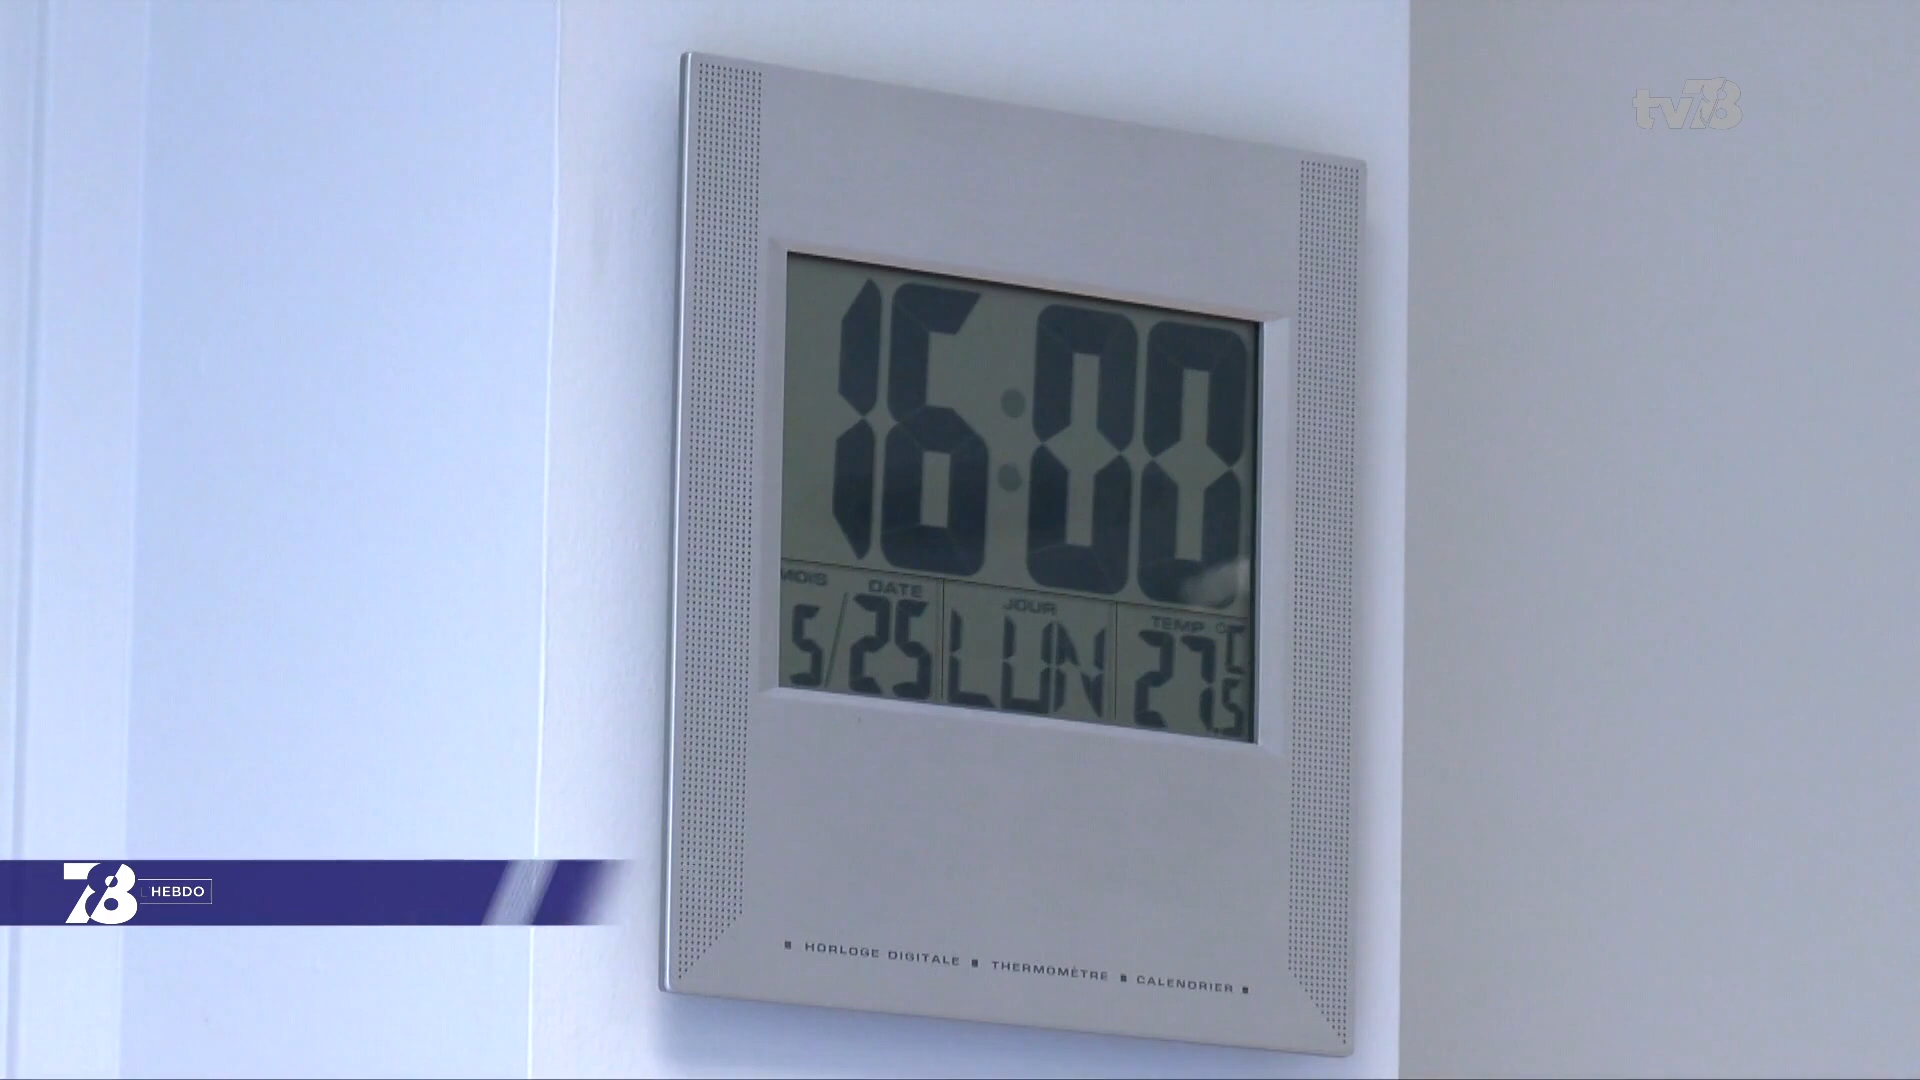 tv78
16:00
MOIS DATE JOUR TEMP °C
5/25 LUN 27.5
78 L'HEBDO
▪ HORLOGE DIGITALE ▪ THERMOMÈTRE ▪ CALENDRIER ▪